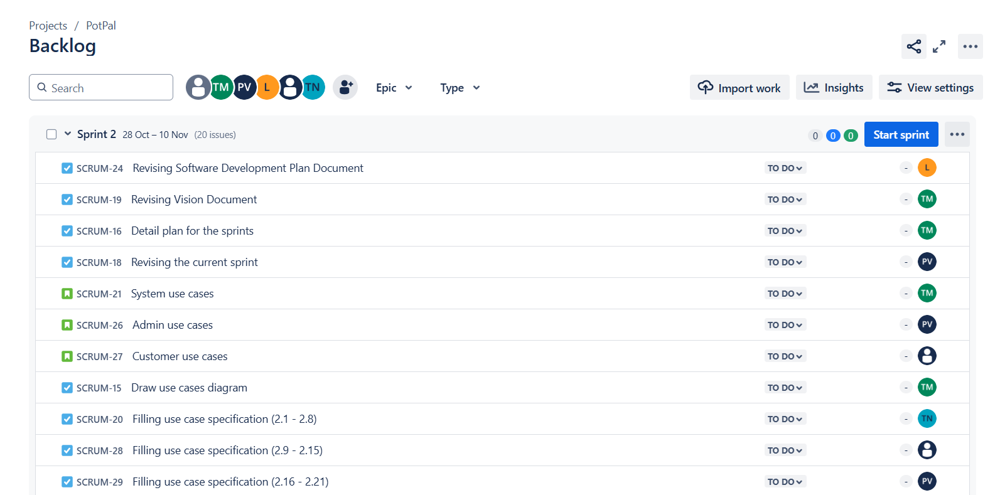 Projects / PotPal
Backlog
Search TM PV L TN Epic Type Import work Insights View settings
Sprint 2 28 Oct – 10 Nov (20 issues) 0 0 0 Start sprint
SCRUM-24 Revising Software Development Plan Document TO DO - L
SCRUM-19 Revising Vision Document TO DO - TM
SCRUM-16 Detail plan for the sprints TO DO - TM
SCRUM-18 Revising the current sprint TO DO - PV
SCRUM-21 System use cases TO DO - TM
SCRUM-26 Admin use cases TO DO - PV
SCRUM-27 Customer use cases TO DO -
SCRUM-15 Draw use cases diagram TO DO - TM
SCRUM-20 Filling use case specification (2.1 - 2.8) TO DO - TN
SCRUM-28 Filling use case specification (2.9 - 2.15) TO DO -
SCRUM-29 Filling use case specification (2.16 - 2.21) TO DO - PV